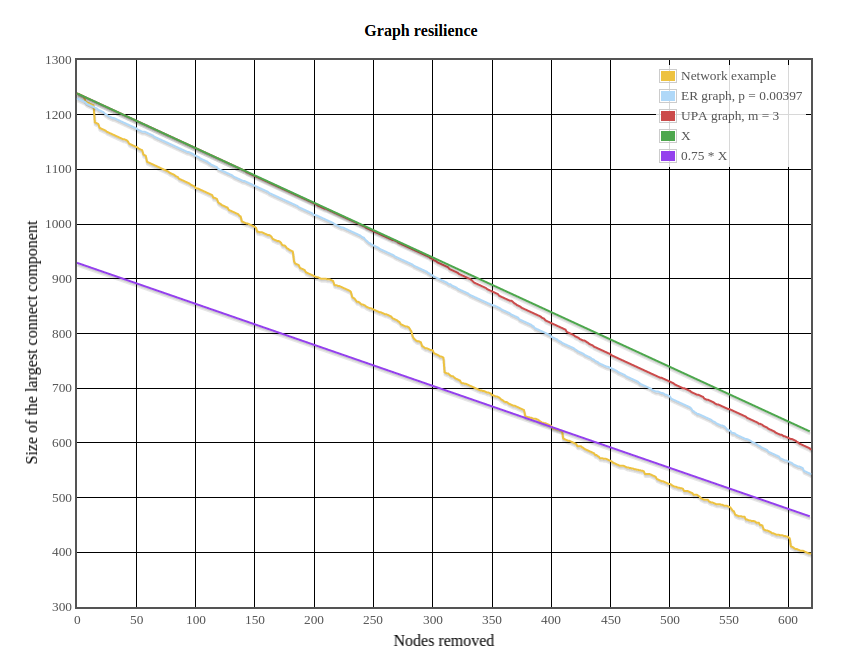 Graph resilience
Size of the largest connect component
1300
1200
1100
1000
900
800
700
600
500
400
300
Network example
ER graph, p = 0.00397
UPA graph, m = 3
X
0.75 * X
0 50 100 150 200 250 300 350 400 450 500 550 600
Nodes removed